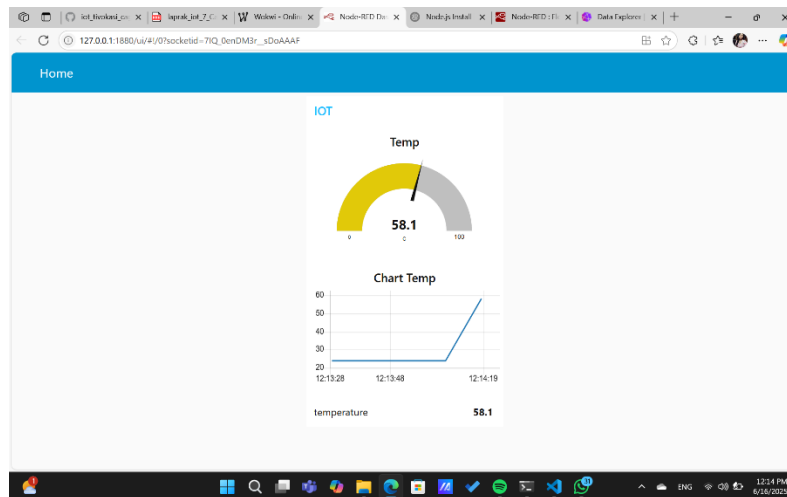 iot_tivokasi_ca
laprak_iot_7_C
Wokwi - Onlin
Node-RED Da
Node.js Install
Node-RED : Fl
Data Explorer |
127.0.0.1:1880/ui/#!/0?socketid=7IQ_0enDM3r__sDoAAAF
Home
IOT
Temp
58.1
0
C
100
Chart Temp
60
50
40
30
20
12:13:28 12:13:48 12:14:19
temperature 58.1
ENG
12:14 PM
6/16/2025